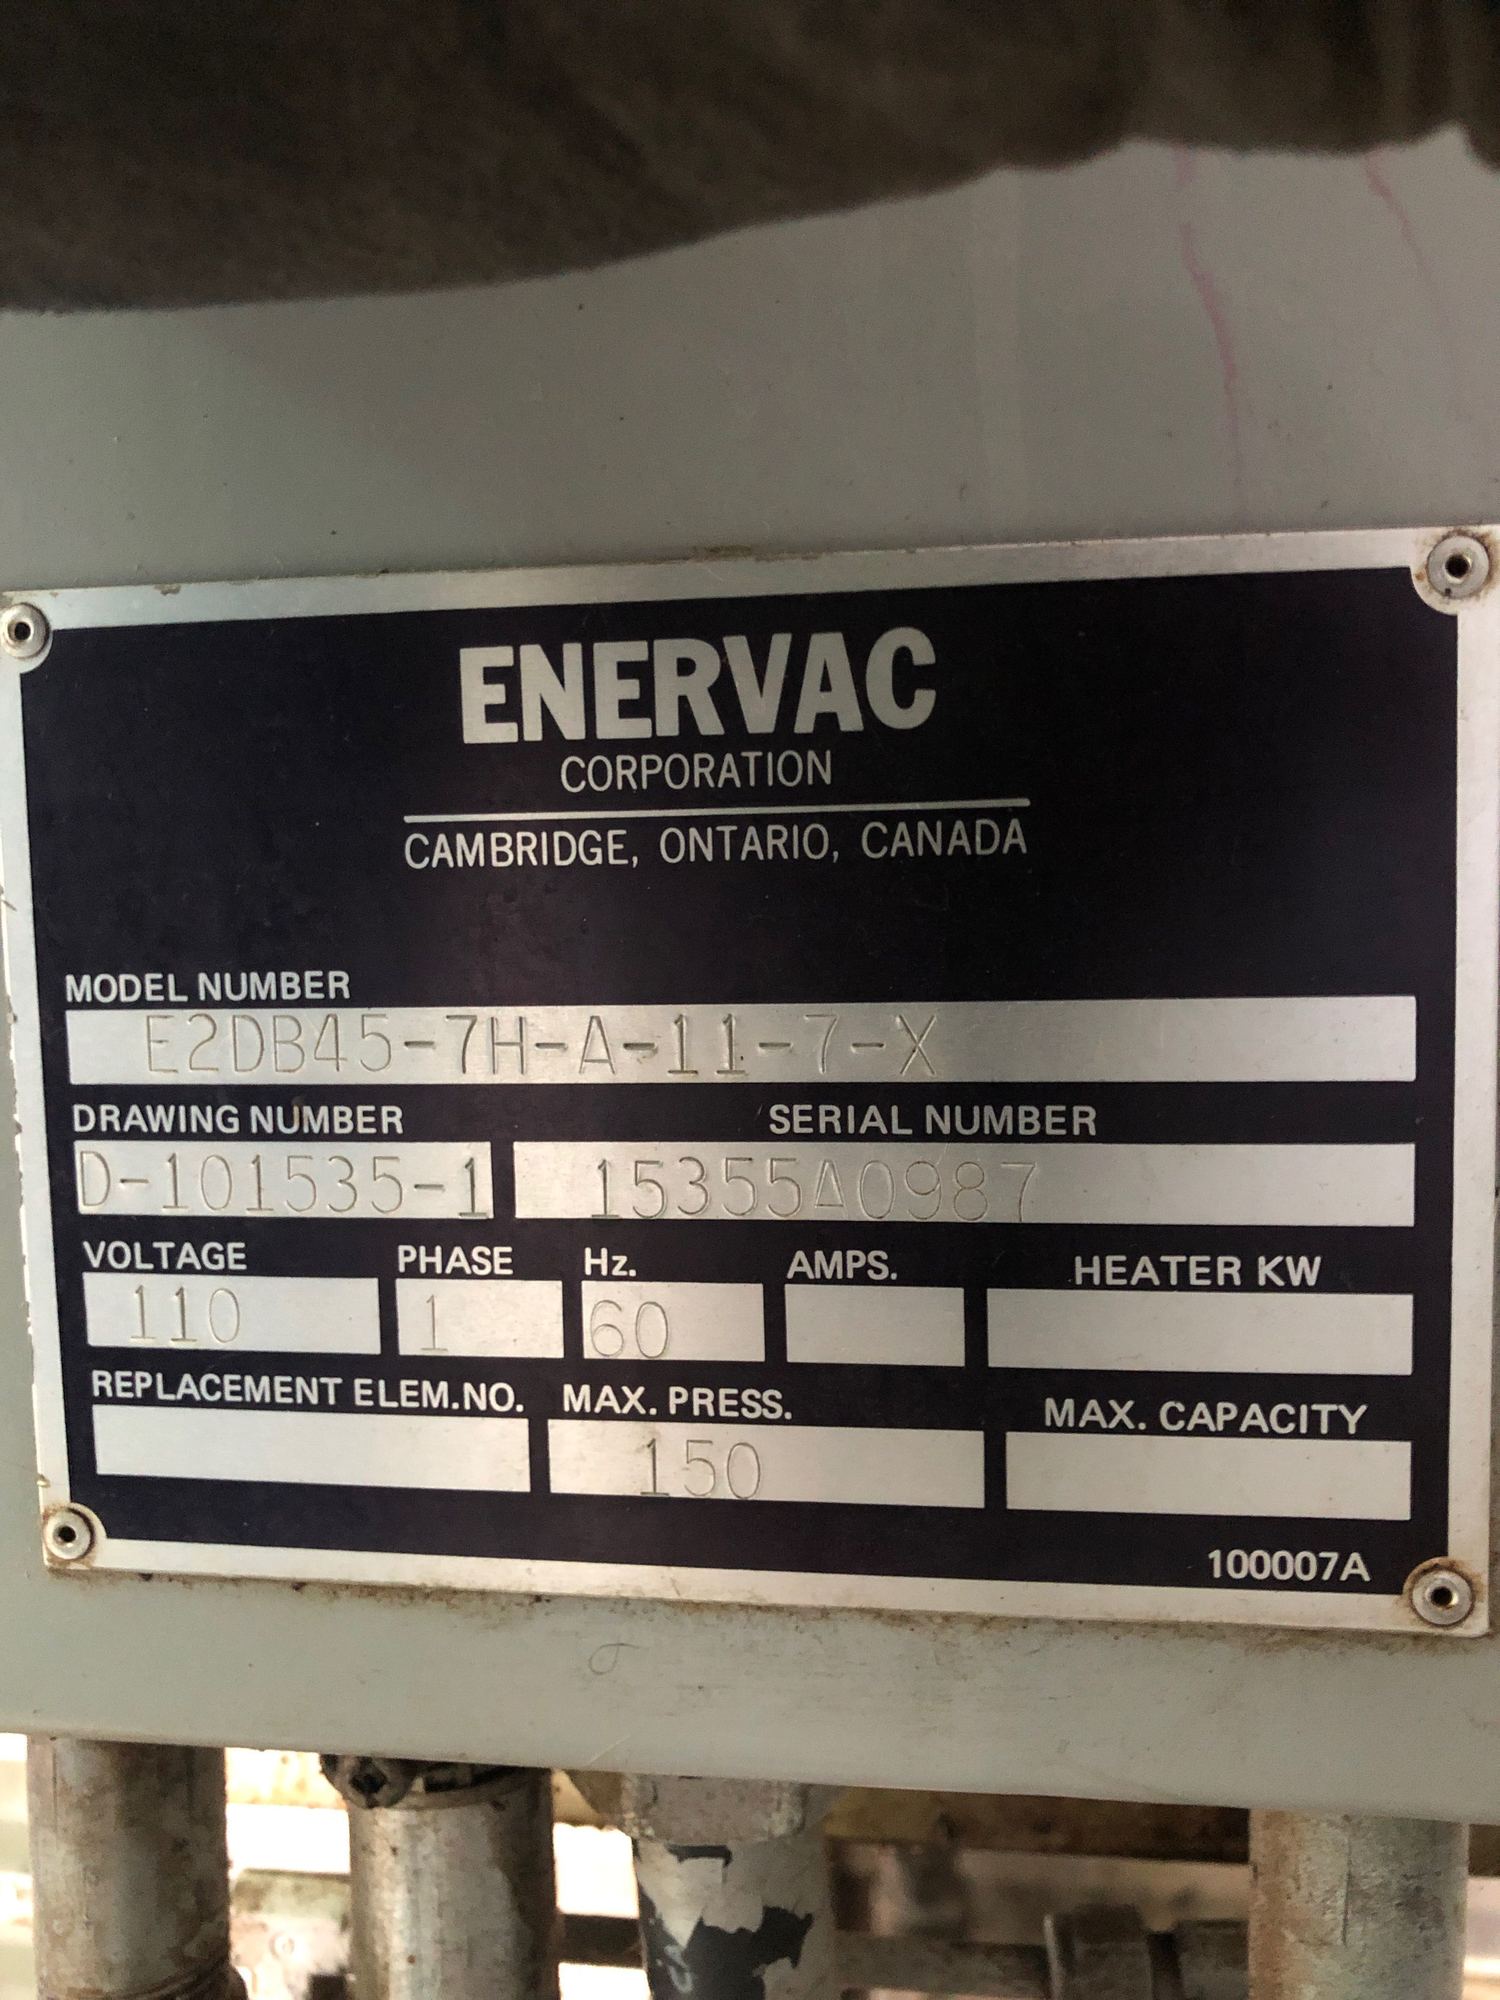 ENERVAC
CORPORATION
CAMBRIDGE, ONTARIO, CANADA
MODEL NUMBER
E2DB45-7H-A-11-7-X
DRAWING NUMBER SERIAL NUMBER
D-101535-1 15355A0987
VOLTAGE PHASE Hz. AMPS. HEATER KW
110 1 60
REPLACEMENT ELEM.NO. MAX. PRESS. MAX. CAPACITY
150
100007A